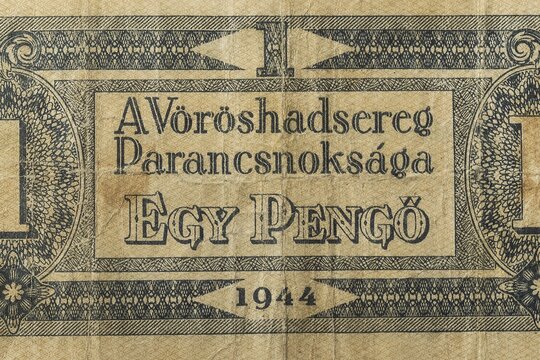 1
A Vöröshadsereg
Parancsnoksága
EGY PENGŐ
1944